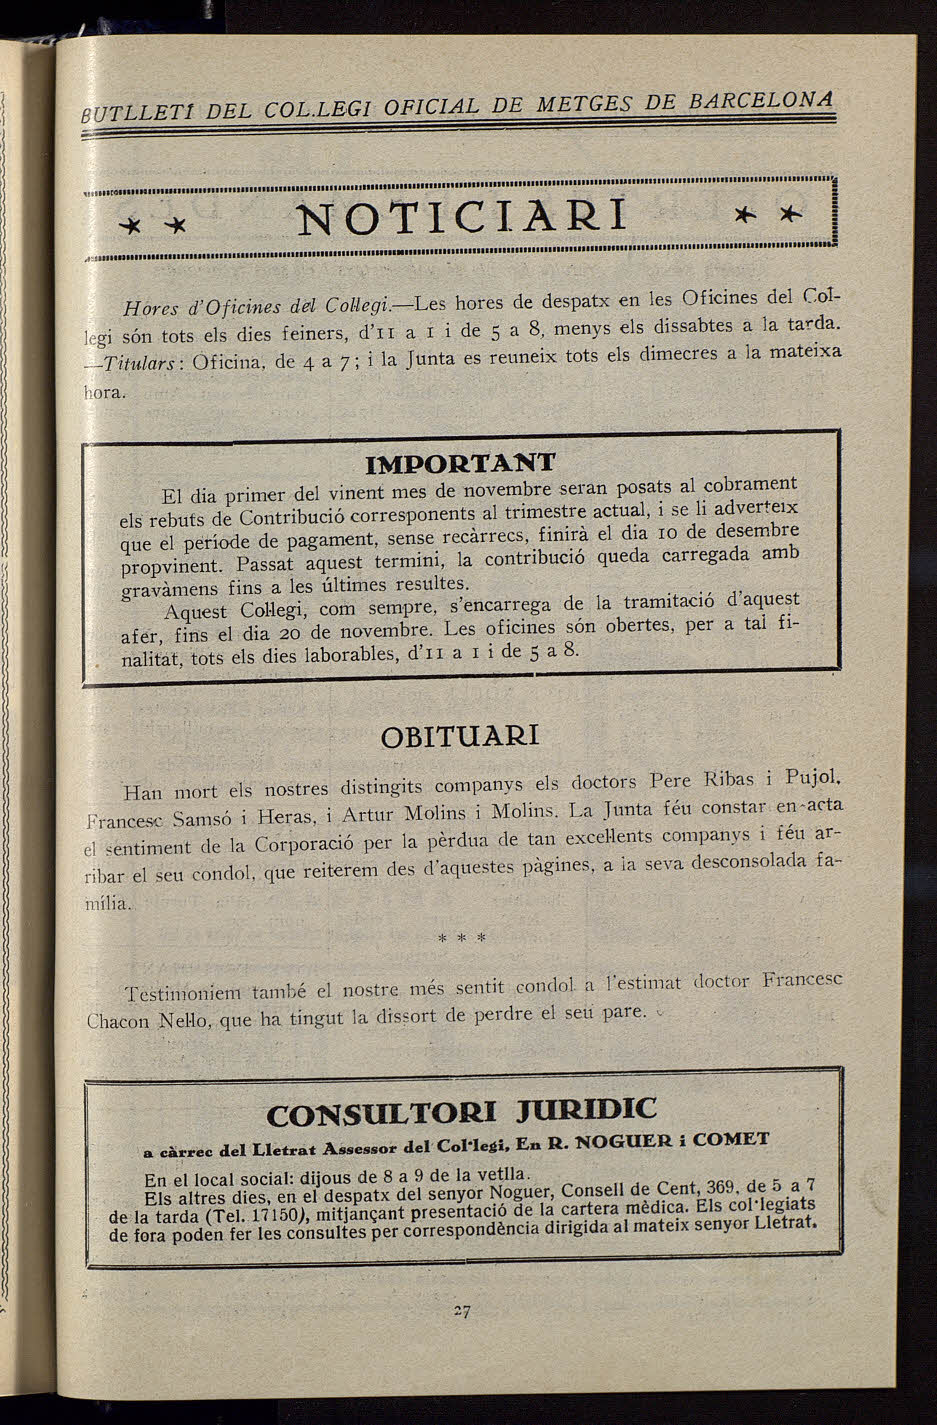 BUTLLETÍ DEL COL.LEGI OFICIAL DE METGES DE BARCELONA
NOTICIARI
Hores d'Oficines del Col·legi.—Les hores de despatx en les Oficines del Col-
legi són tots els dies feiners, d'11 a 1 i de 5 a 8, menys els dissabtes a la tarda.
—Titulars: Oficina, de 4 a 7; i la Junta es reuneix tots els dimecres a la mateixa
hora.
IMPORTANT
El dia primer del vinent mes de novembre seran posats al cobrament
els rebuts de Contribució corresponents al trimestre actual, i se li adverteix
que el període de pagament, sense recàrrecs, finirà el dia 10 de desembre
propvinent. Passat aquest termini, la contribució queda carregada amb
gravàmens fins a les últimes resultes.
Aquest Col·legi, com sempre, s'encarrega de la tramitació d'aquest
afer, fins el dia 20 de novembre. Les oficines són obertes, per a tal fi-
nalitat, tots els dies laborables, d'11 a 1 i de 5 a 8.
OBITUARI
Han mort els nostres distingits companys els doctors Pere Ribas i Pujol,
Francesc Samsó i Heras, i Artur Molins i Molins. La Junta féu constar en acta
el sentiment de la Corporació per la pèrdua de tan excel·lents companys i féu ar-
ribar el seu condol, que reiterem des d'aquestes pàgines, a la seva desconsolada fa-
mília.
* * *
Testimoniem també el nostre més sentit condol a l'estimat doctor Francesc
Chacon Nel·lo, que ha tingut la dissort de perdre el seu pare.
CONSULTORI JURIDIC
a càrrec del Lletrat Assessor del Col·legi, En R. NOGUER i COMET
En el local social: dijous de 8 a 9 de la vetlla.
Els altres dies, en el despatx del senyor Noguer, Consell de Cent, 369, de 5 a 7
de la tarda (Tel. 17150), mitjançant presentació de la cartera mèdica. Els col·legiats
de fora poden fer les consultes per correspondència dirigida al mateix senyor Lletrat.
27